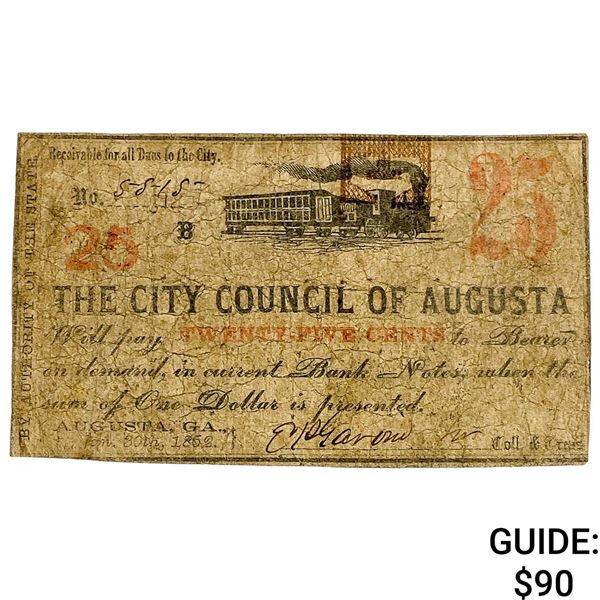 Receivable for all Dues to the City.
No. 8848
25
25
B
BY AUTHORITY OF THE STATE
THE CITY COUNCIL OF AUGUSTA
Will pay TWENTY-FIVE CENTS to Bearer
on demand, in current Bank Notes, when the
sum of One Dollar is presented.
AUGUSTA, GA.,
30th, 1862.
Coll & Treas
GUIDE:
$90